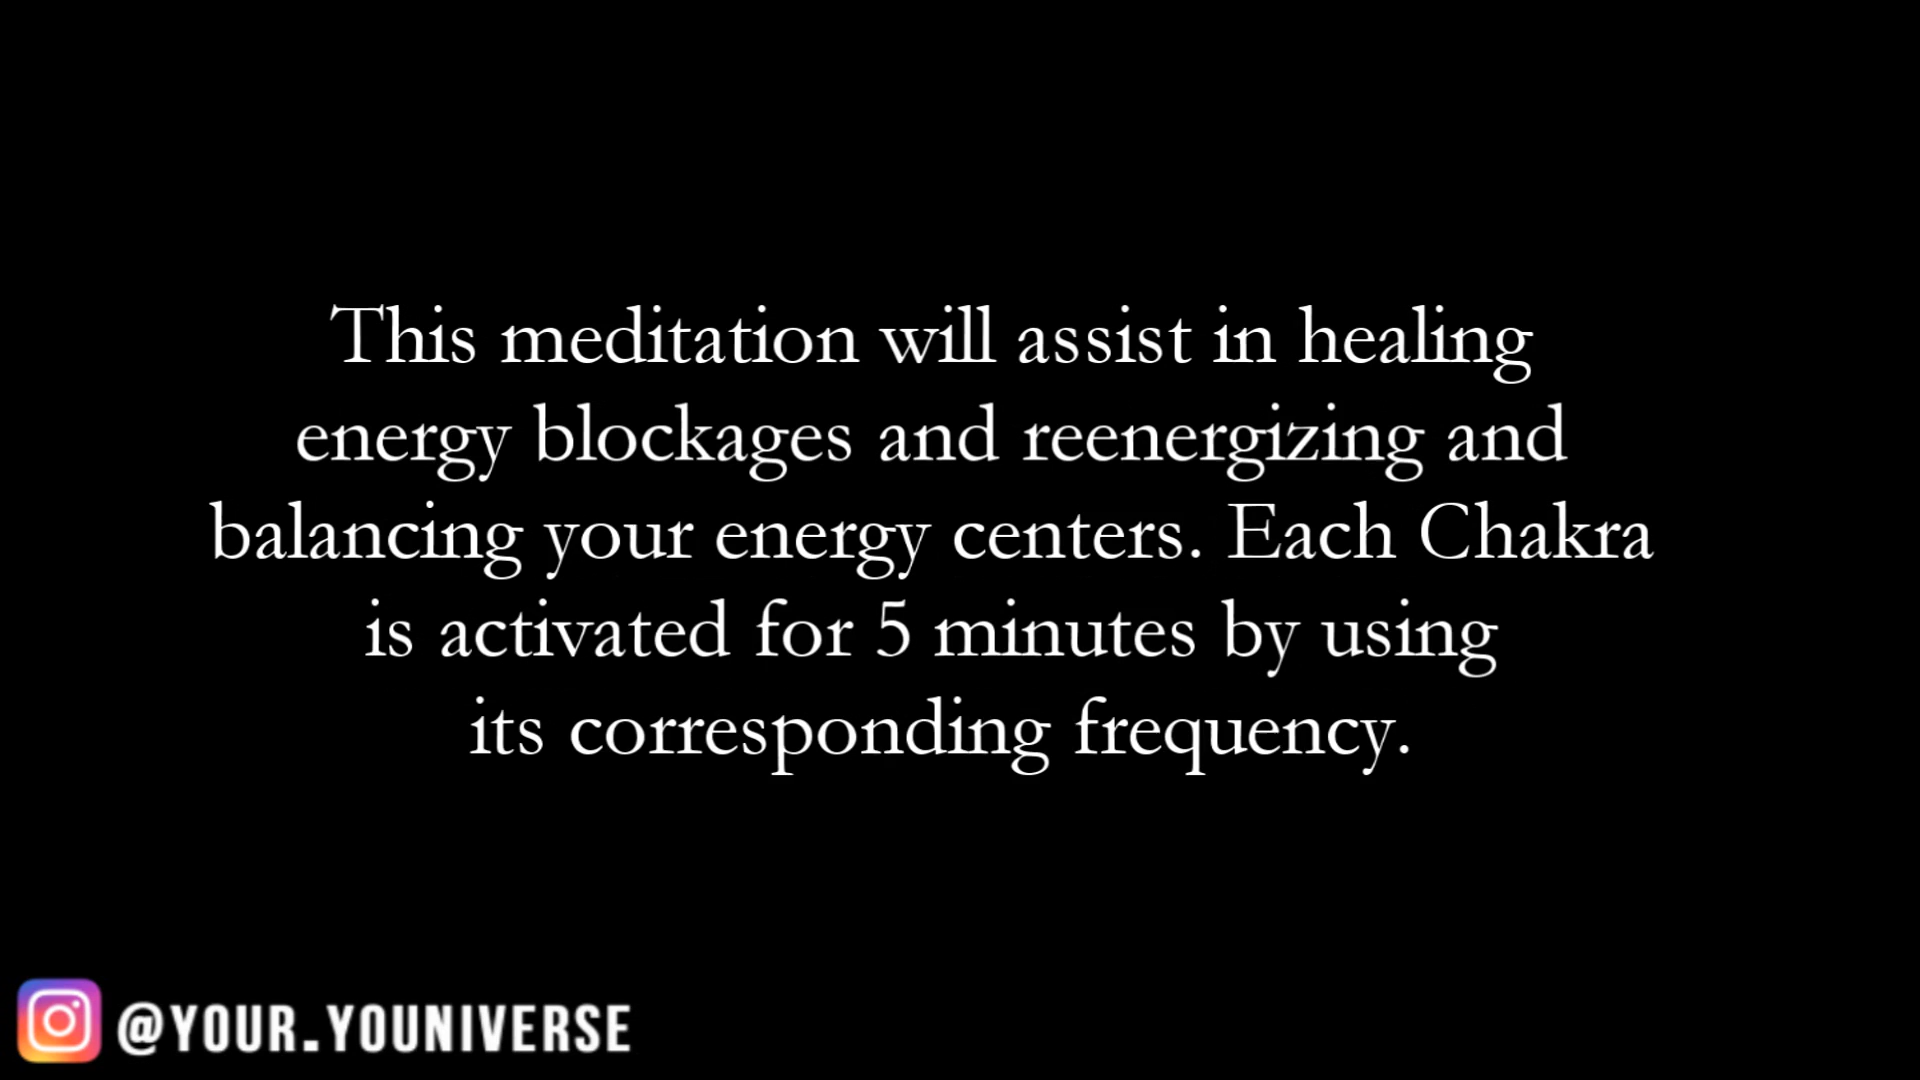 This meditation will assist in healing
energy blockages and reenergizing and
balancing your energy centers. Each Chakra
is activated for 5 minutes by using
its corresponding frequency.
@YOUR.YOUNIVERSE